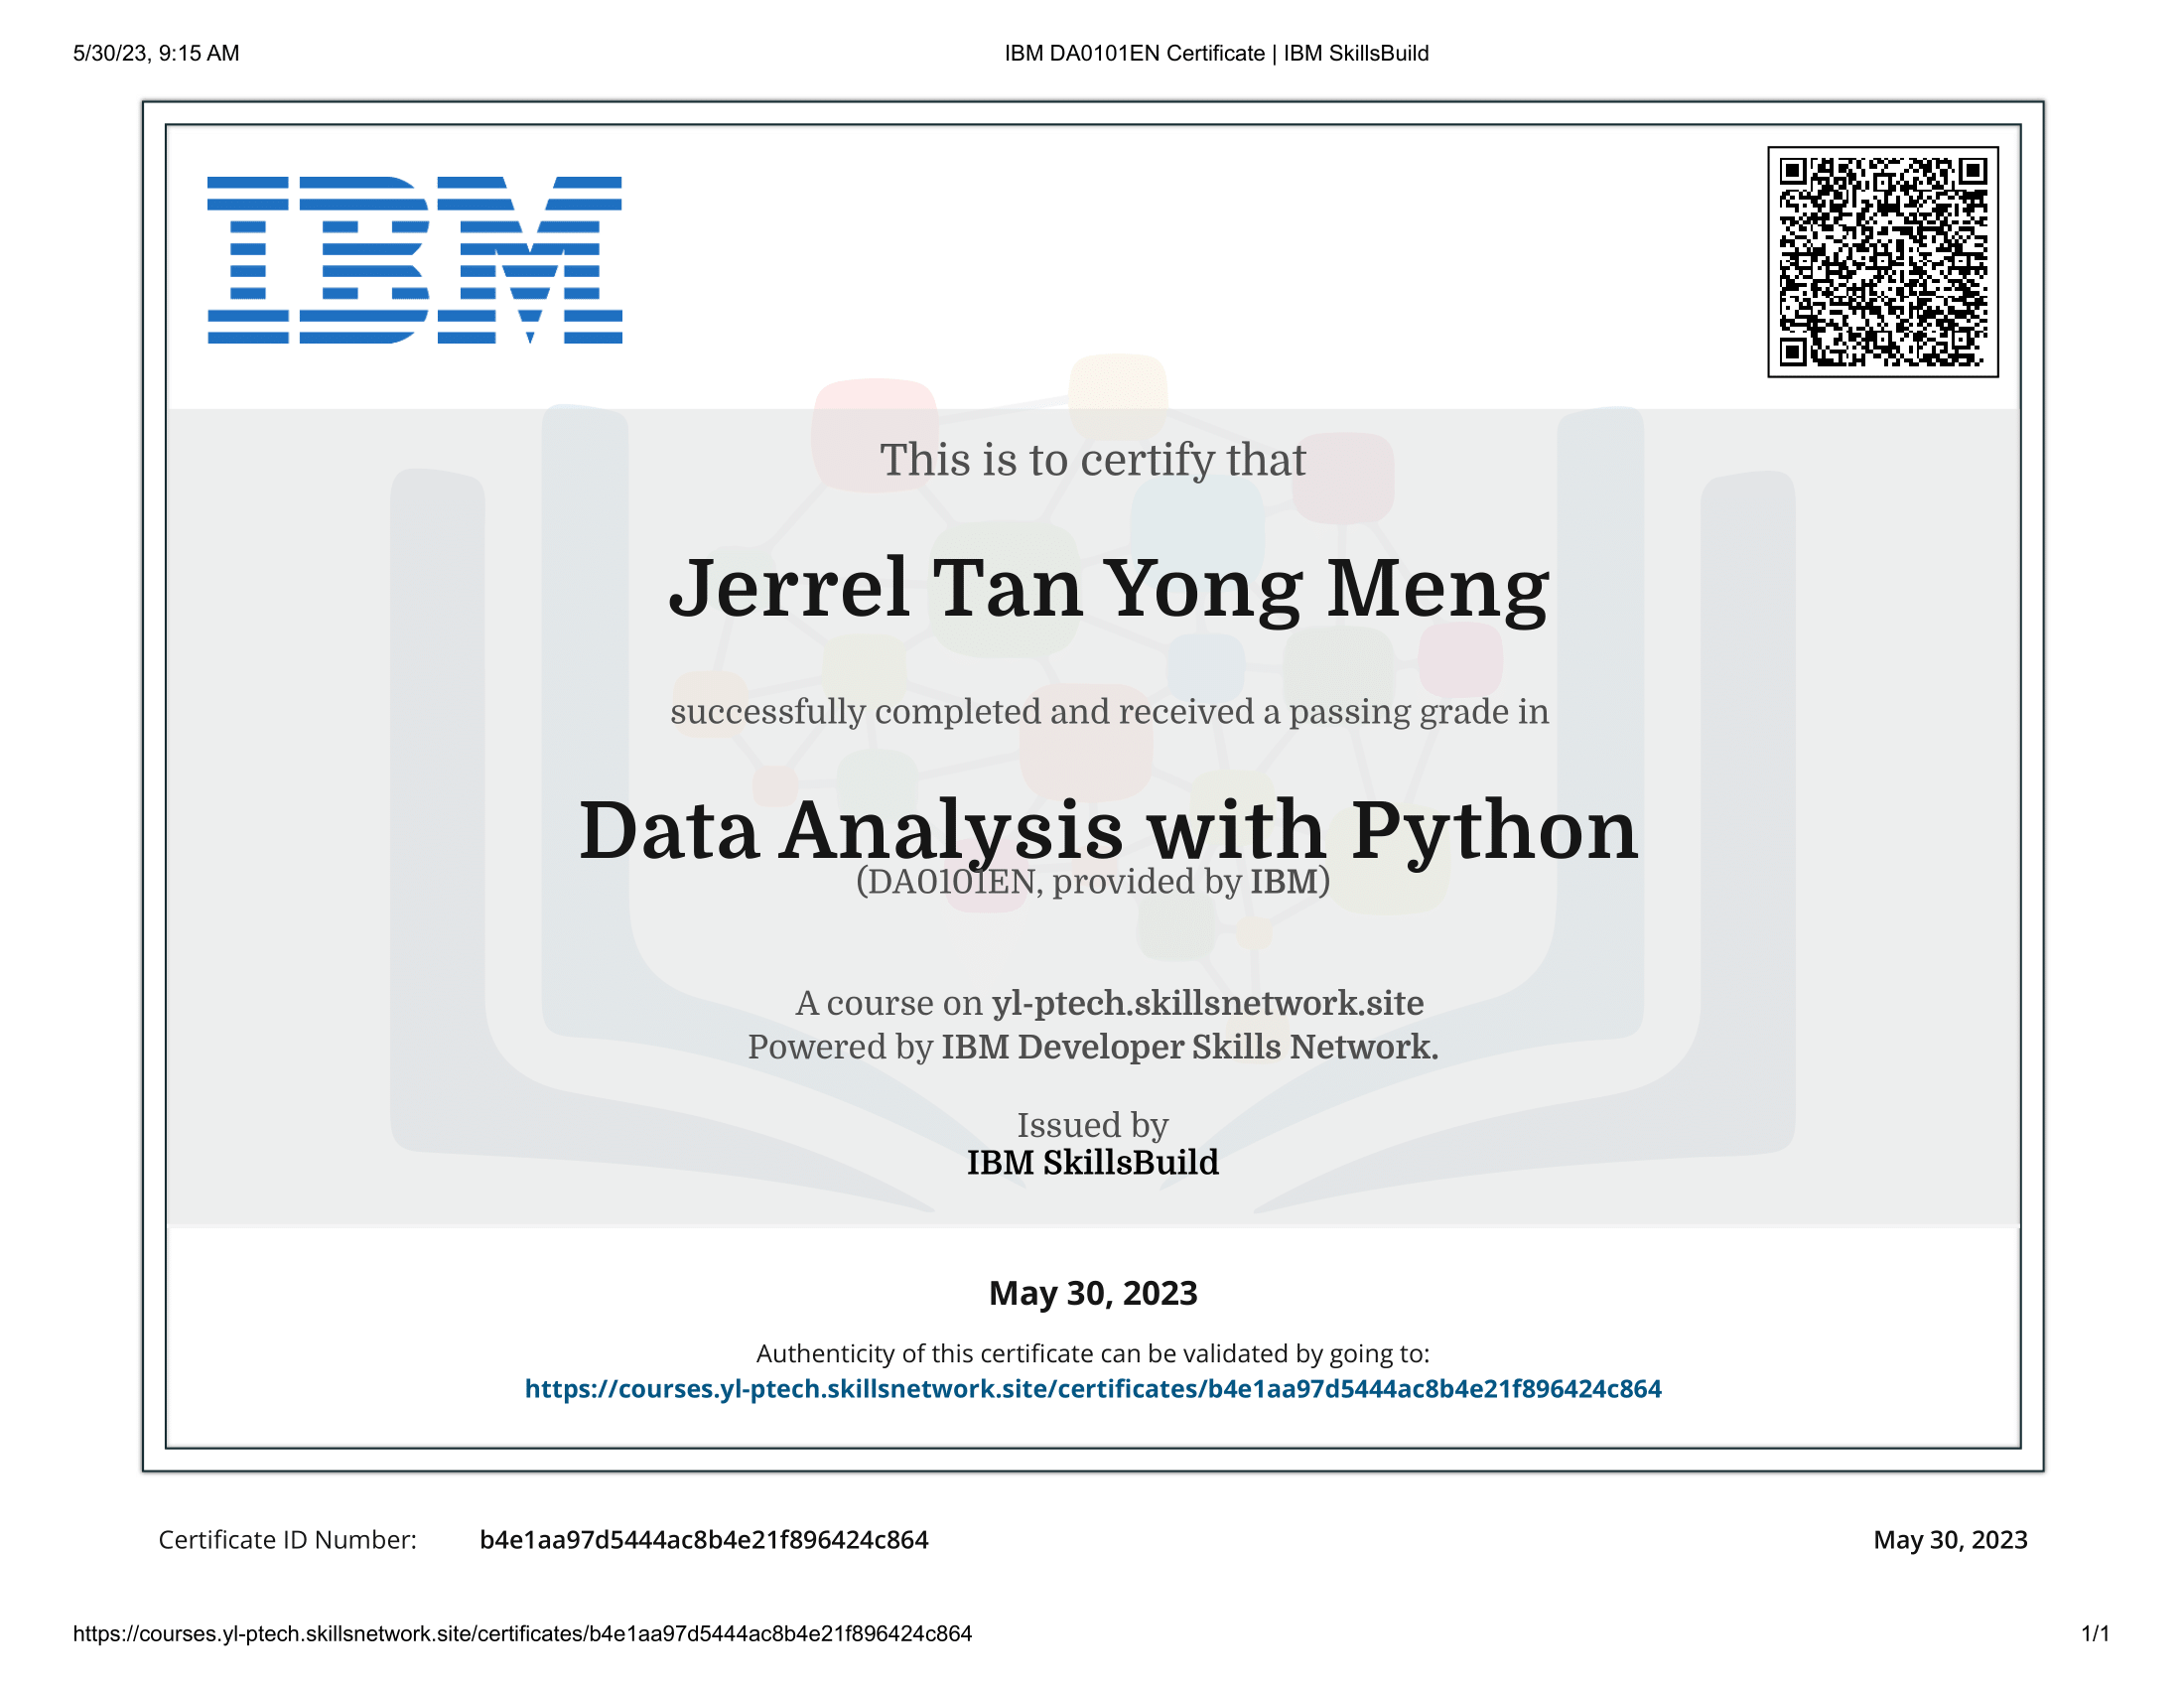 5/30/23, 9:15 AM
IBM DA0101EN Certificate | IBM SkillsBuild
IBM
This is to certify that
Jerrel Tan Yong Meng
successfully completed and received a passing grade in
Data Analysis with Python
(DA0101EN, provided by IBM)
A course on yl-ptech.skillsnetwork.site
Powered by IBM Developer Skills Network.
Issued by
IBM SkillsBuild
May 30, 2023
Authenticity of this certificate can be validated by going to:
https://courses.yl-ptech.skillsnetwork.site/certificates/b4e1aa97d5444ac8b4e21f896424c864
Certificate ID Number: b4e1aa97d5444ac8b4e21f896424c864 May 30, 2023
https://courses.yl-ptech.skillsnetwork.site/certificates/b4e1aa97d5444ac8b4e21f896424c864
1/1